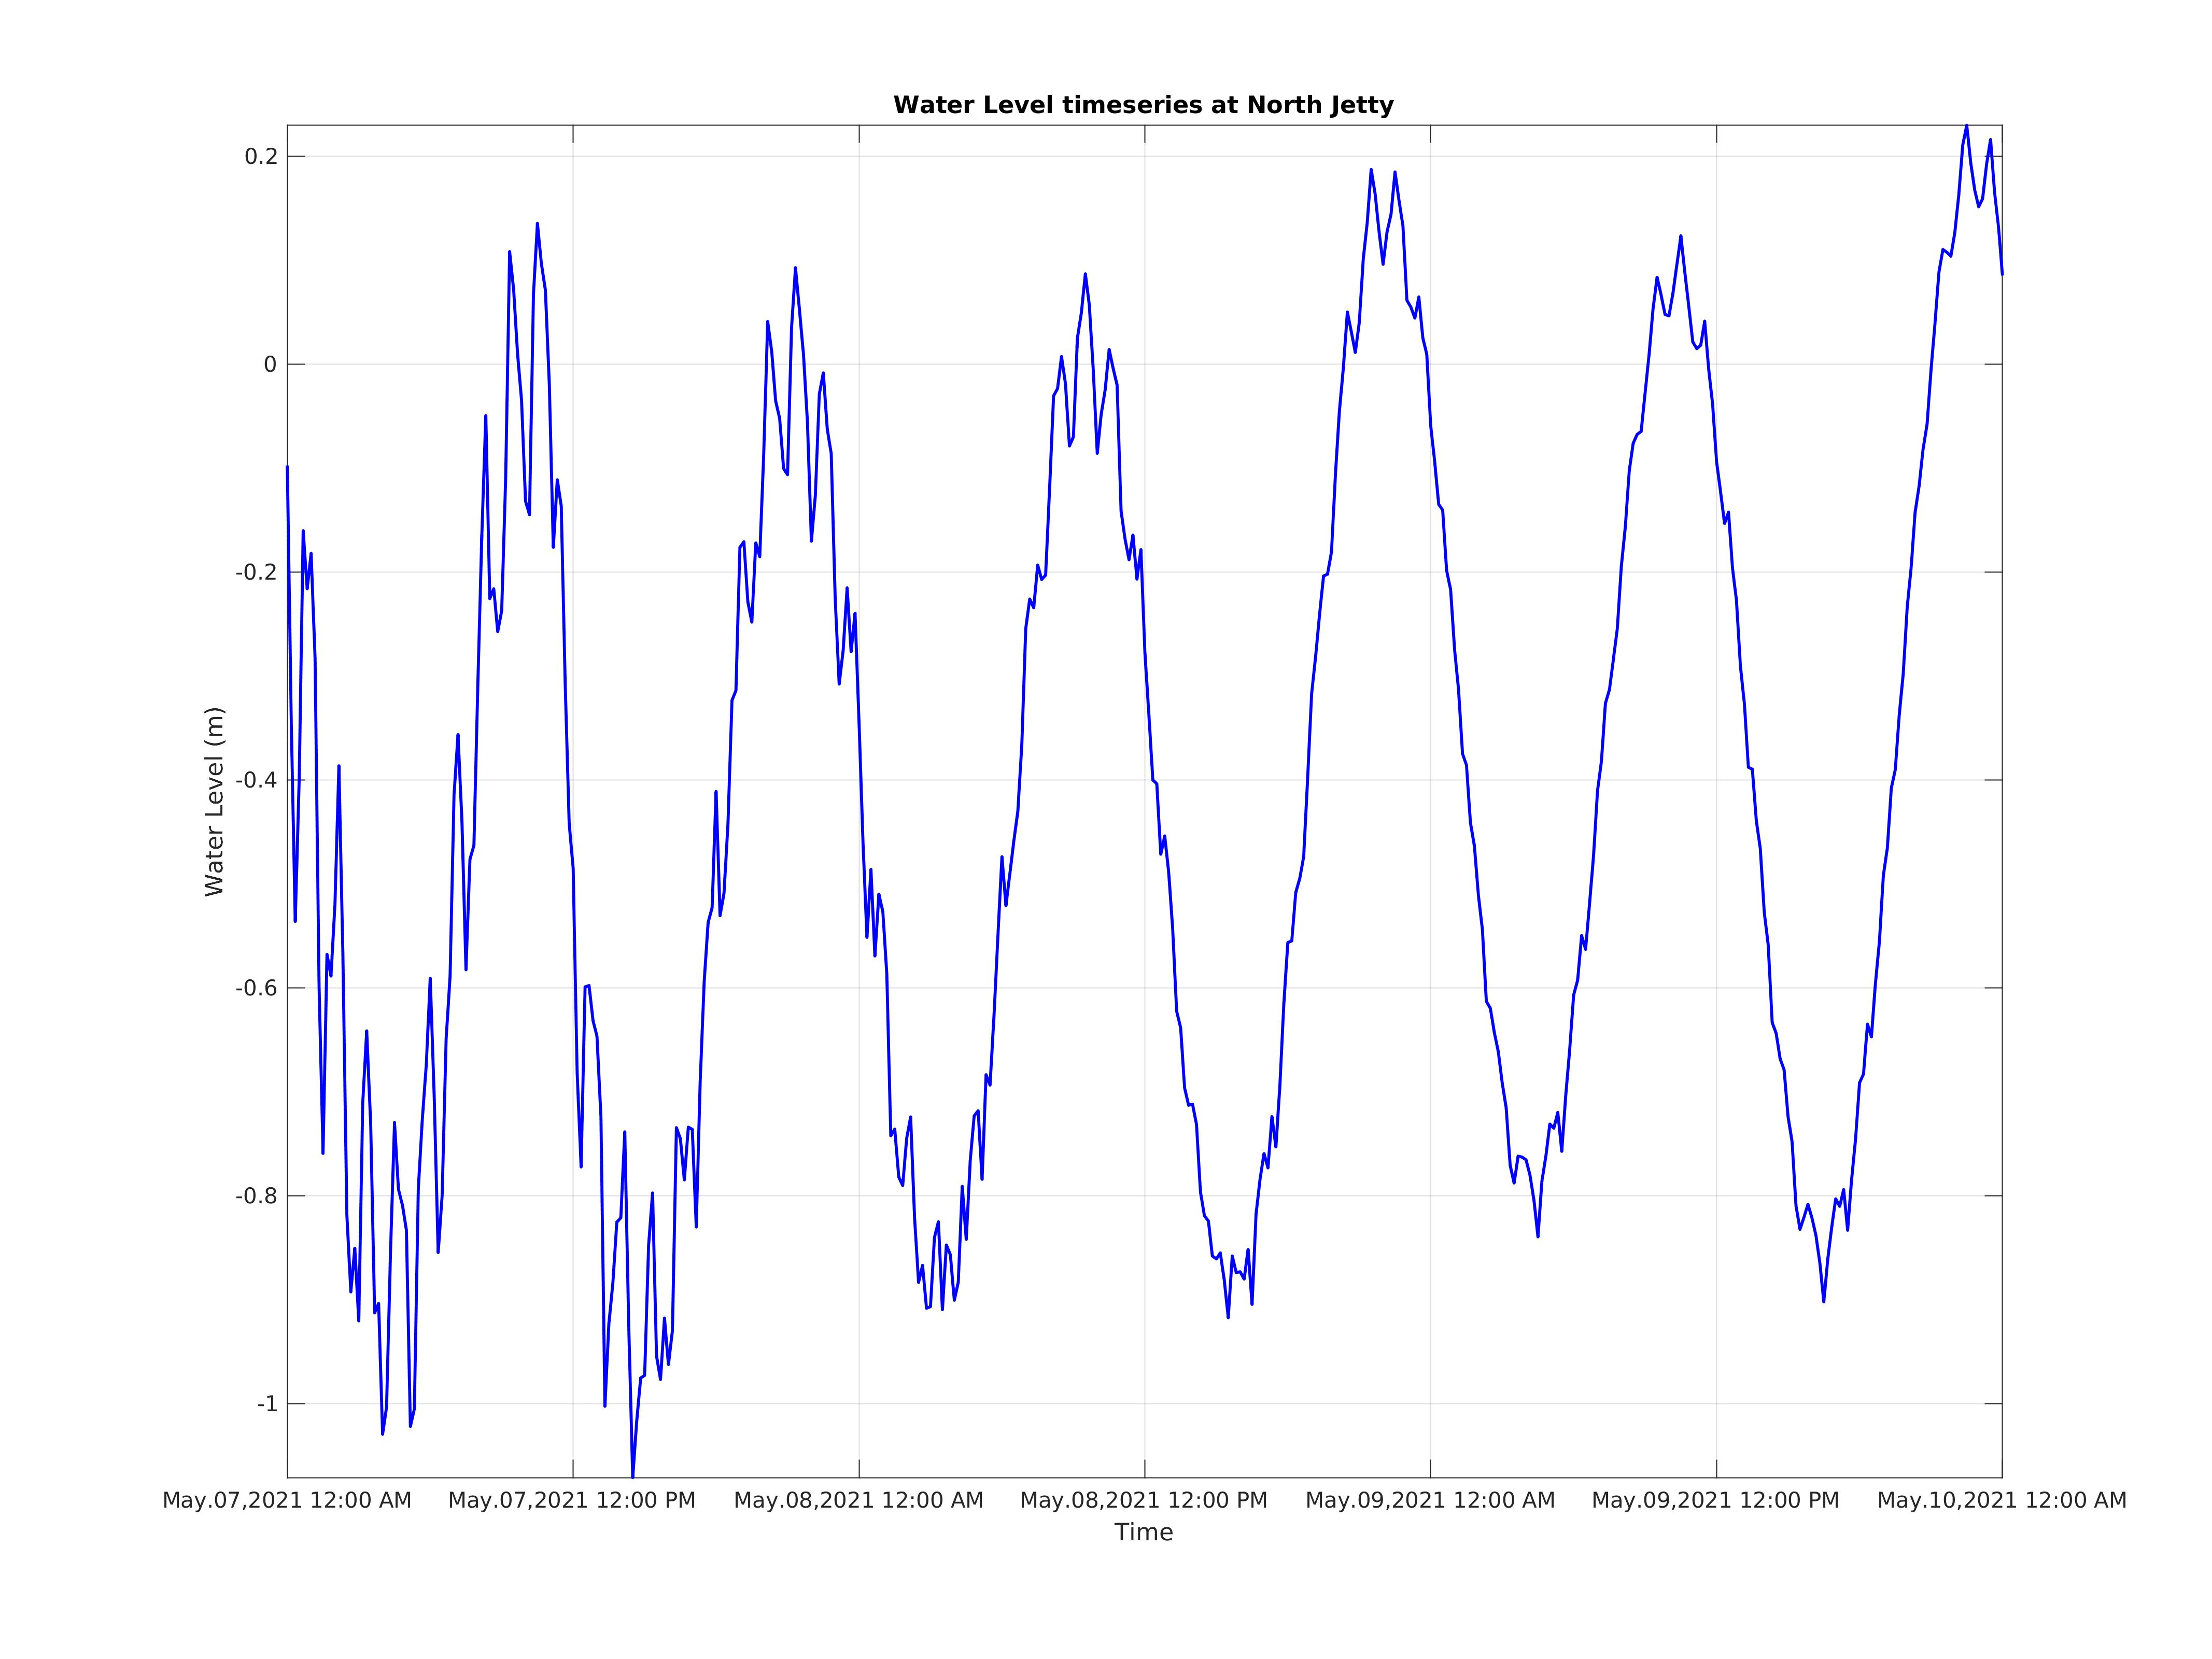 Water Level timeseries at North Jetty
0.2
0
-0.2
-0.4
-0.6
-0.8
-1
Water Level (m)
May.07,2021 12:00 AM
May.07,2021 12:00 PM
May.08,2021 12:00 AM
May.08,2021 12:00 PM
May.09,2021 12:00 AM
May.09,2021 12:00 PM
May.10,2021 12:00 AM
Time